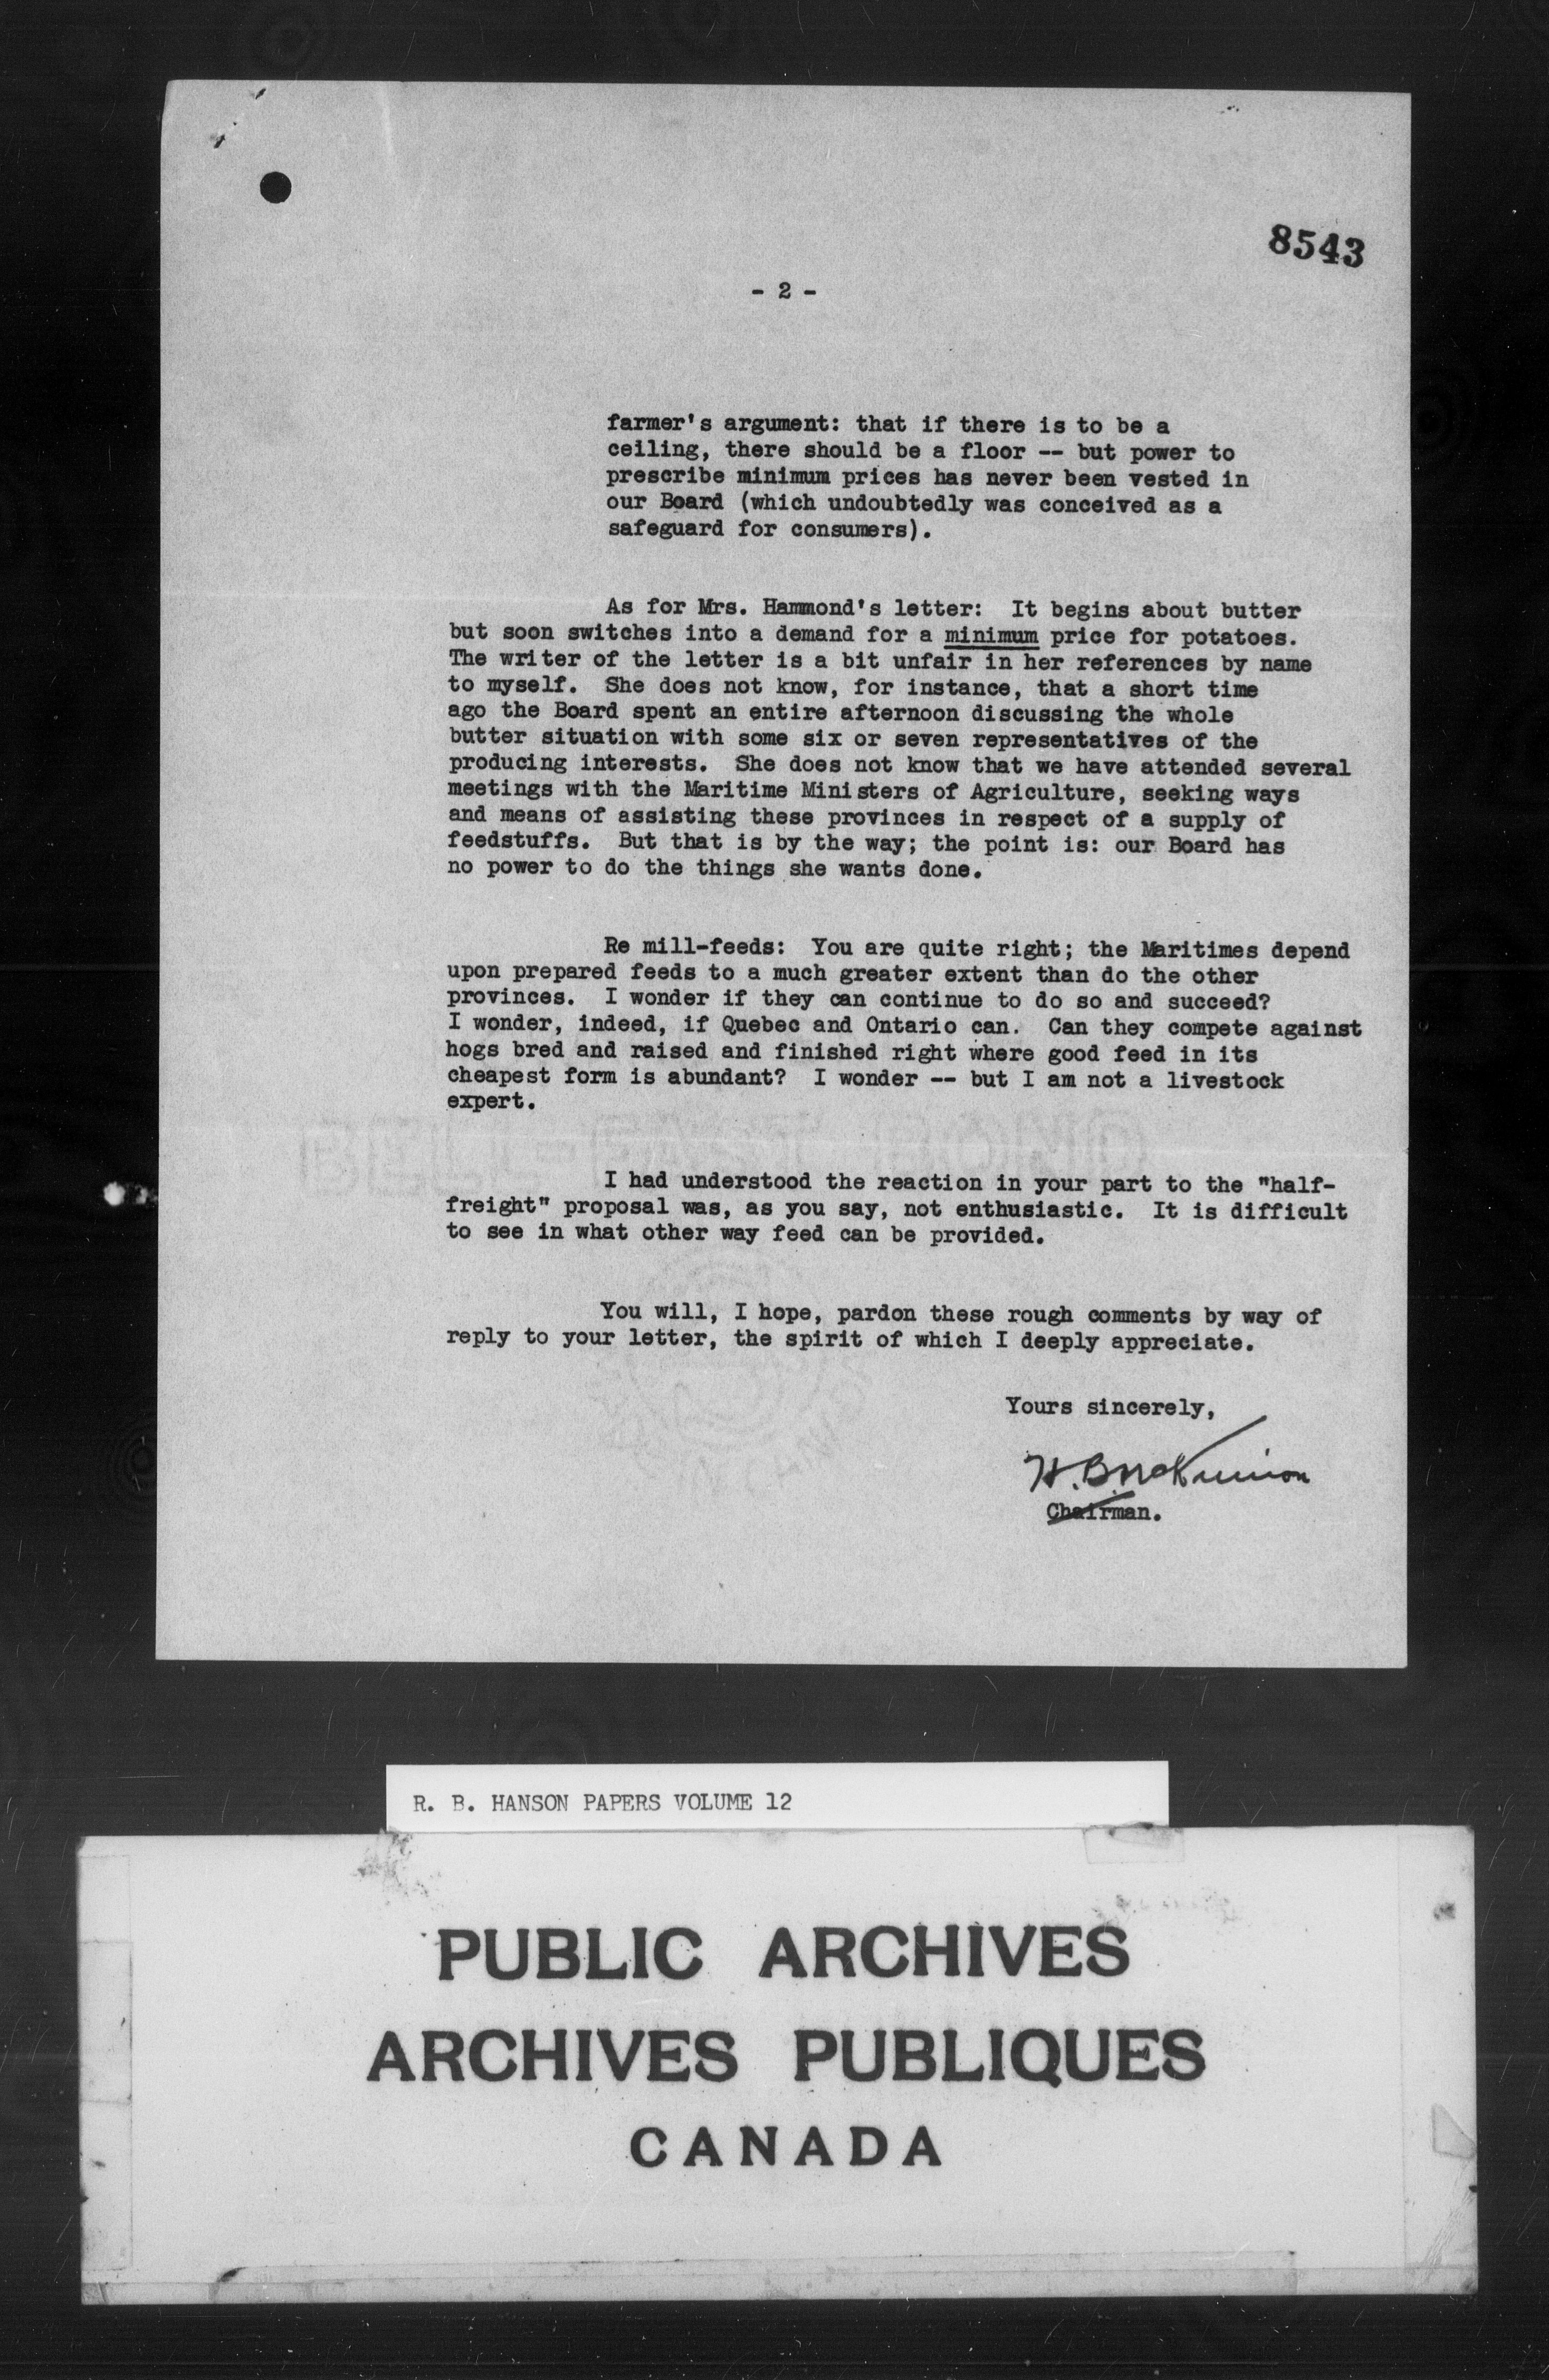 8543
- 2 -
farmer's argument: that if there is to be a
ceiling, there should be a floor -- but power to
prescribe minimum prices has never been vested in
our Board (which undoubtedly was conceived as a
safeguard for consumers).
As for Mrs. Hammond's letter: It begins about butter
but soon switches into a demand for a minimum price for potatoes.
The writer of the letter is a bit unfair in her references by name
to myself. She does not know, for instance, that a short time
ago the Board spent an entire afternoon discussing the whole
butter situation with some six or seven representatives of the
producing interests. She does not know that we have attended several
meetings with the Maritime Ministers of Agriculture, seeking ways
and means of assisting these provinces in respect of a supply of
feedstuffs. But that is by the way; the point is: our Board has
no power to do the things she wants done.
Re mill-feeds: You are quite right; the Maritimes depend
upon prepared feeds to a much greater extent than do the other
provinces. I wonder if they can continue to do so and succeed?
I wonder, indeed, if Quebec and Ontario can. Can they compete against
hogs bred and raised and finished right where good feed in its
cheapest form is abundant? I wonder -- but I am not a livestock
expert.
I had understood the reaction in your part to the "half-
freight" proposal was, as you say, not enthusiastic. It is difficult
to see in what other way feed can be provided.
You will, I hope, pardon these rough comments by way of
reply to your letter, the spirit of which I deeply appreciate.
Yours sincerely,
H.B. McKinnon
Chairman.
R. B. HANSON PAPERS VOLUME 12
PUBLIC ARCHIVES
ARCHIVES PUBLIQUES
CANADA